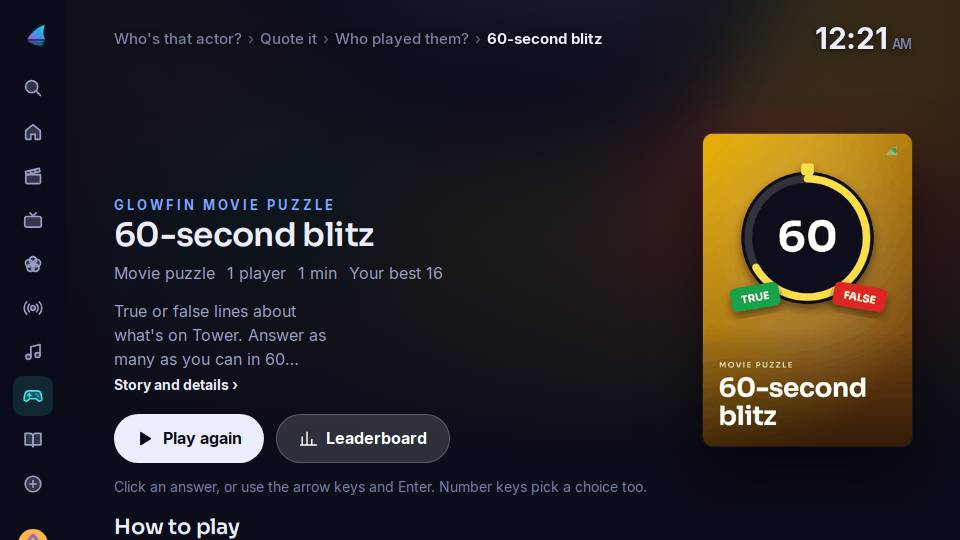 Who's that actor? › Quote it › Who played them? › 60-second blitz
12:21 AM
GLOWFIN MOVIE PUZZLE
60-second blitz
Movie puzzle 1 player 1 min Your best 16
True or false lines about
what's on Tower. Answer as
many as you can in 60...
Story and details ›
Play again
Leaderboard
Click an answer, or use the arrow keys and Enter. Number keys pick a choice too.
How to play
60
TRUE
FALSE
MOVIE PUZZLE
60-second
blitz